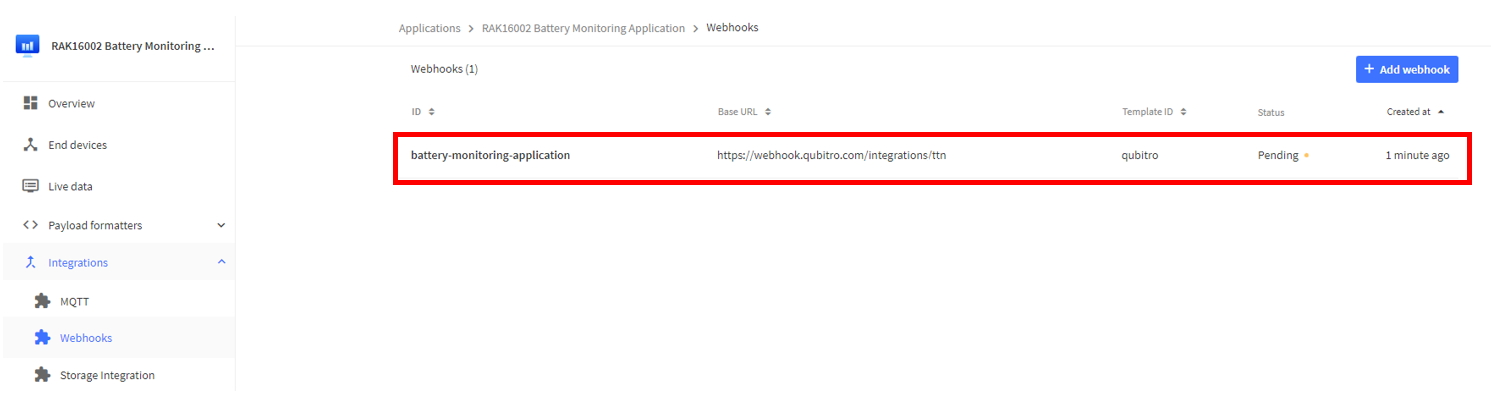 RAK16002 Battery Monitoring ...
Overview
End devices
Live data
Payload formatters
Integrations
MQTT
Webhooks
Storage Integration
Applications > RAK16002 Battery Monitoring Application > Webhooks
Webhooks (1)
+ Add webhook
ID Base URL Template ID Status Created at
battery-monitoring-application https://webhook.qubitro.com/integrations/ttn qubitro Pending 1 minute ago